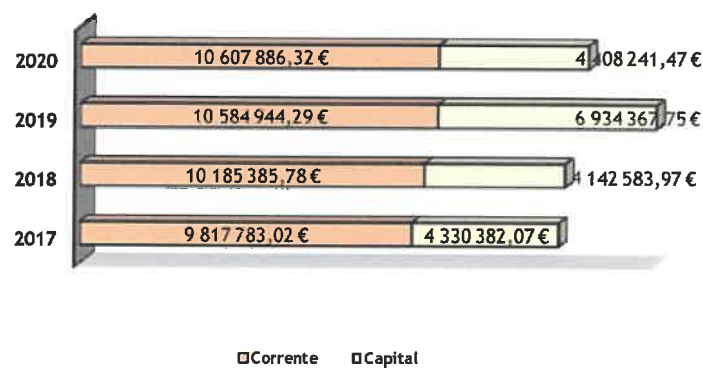 2020 10 607 886,32 € 4 408 241,47 €
2019 10 584 944,29 € 6 934 367,75 €
2018 10 185 385,78 € 4 142 583,97 €
2017 9 817 783,02 € 4 330 382,07 €
Corrente Capital